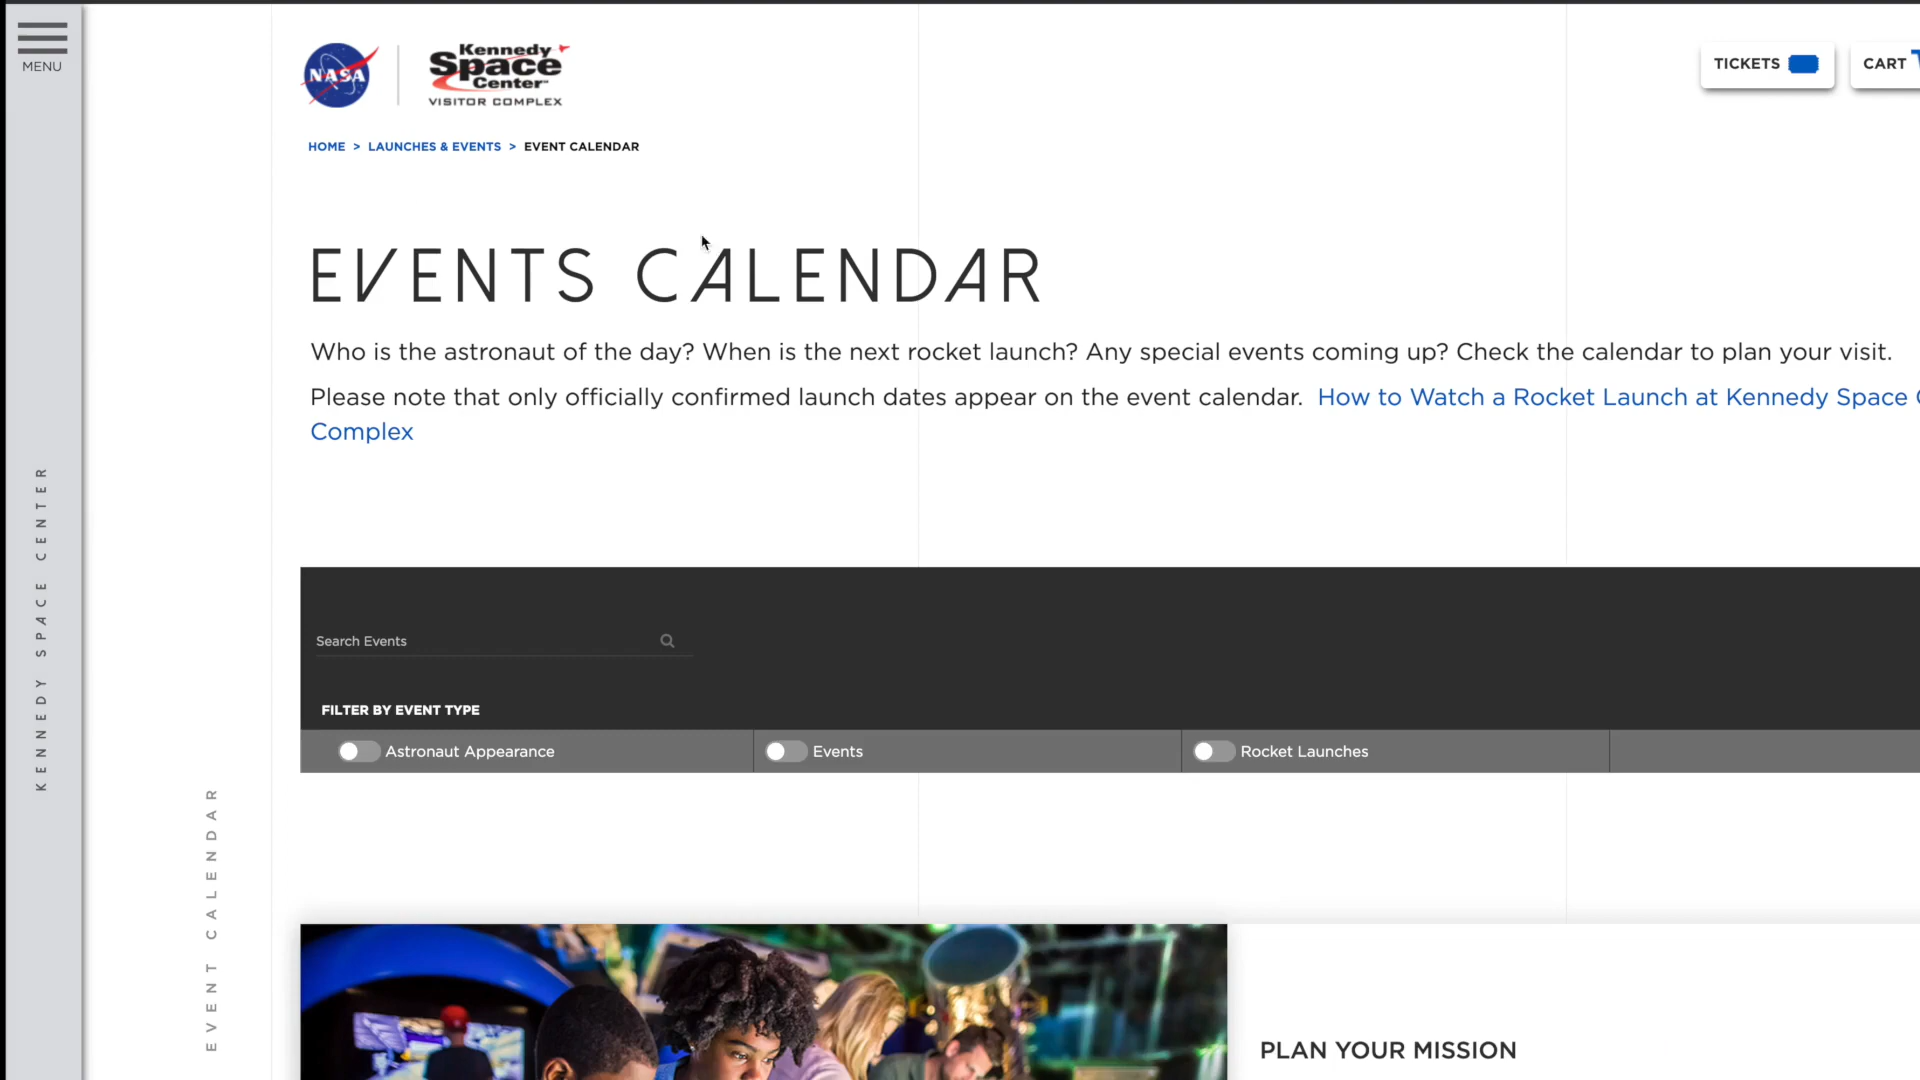 MENU
NASA
Kennedy
Space
Center
VISITOR COMPLEX
TICKETS
CART
HOME > LAUNCHES & EVENTS > EVENT CALENDAR
EVENTS CALENDAR
Who is the astronaut of the day? When is the next rocket launch? Any special events coming up? Check the calendar to plan your visit.
Please note that only officially confirmed launch dates appear on the event calendar. How to Watch a Rocket Launch at Kennedy Space
Complex
KENNEDY SPACE CENTER
Search Events
FILTER BY EVENT TYPE
Astronaut Appearance
Events
Rocket Launches
EVENT CALENDAR
PLAN YOUR MISSION